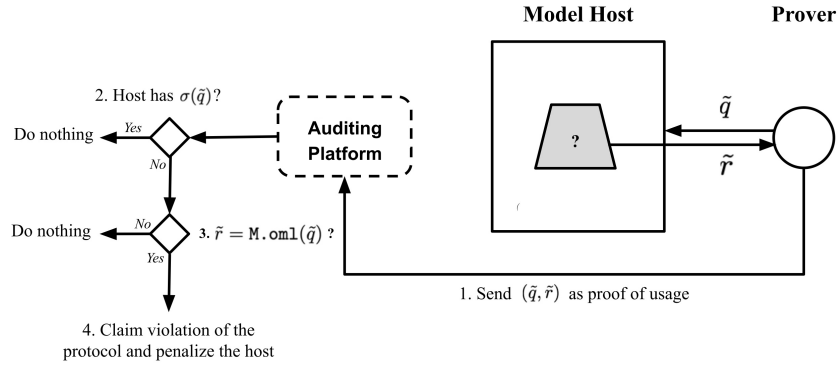 Model Host
Prover
2. Host has σ(q̃)?
Do nothing
Yes
No
Auditing
Platform
?
q̃
r̃
Do nothing
No
Yes
3. r̃ = M.oml(q̃) ?
1. Send (q̃, r̃) as proof of usage
4. Claim violation of the
protocol and penalize the host